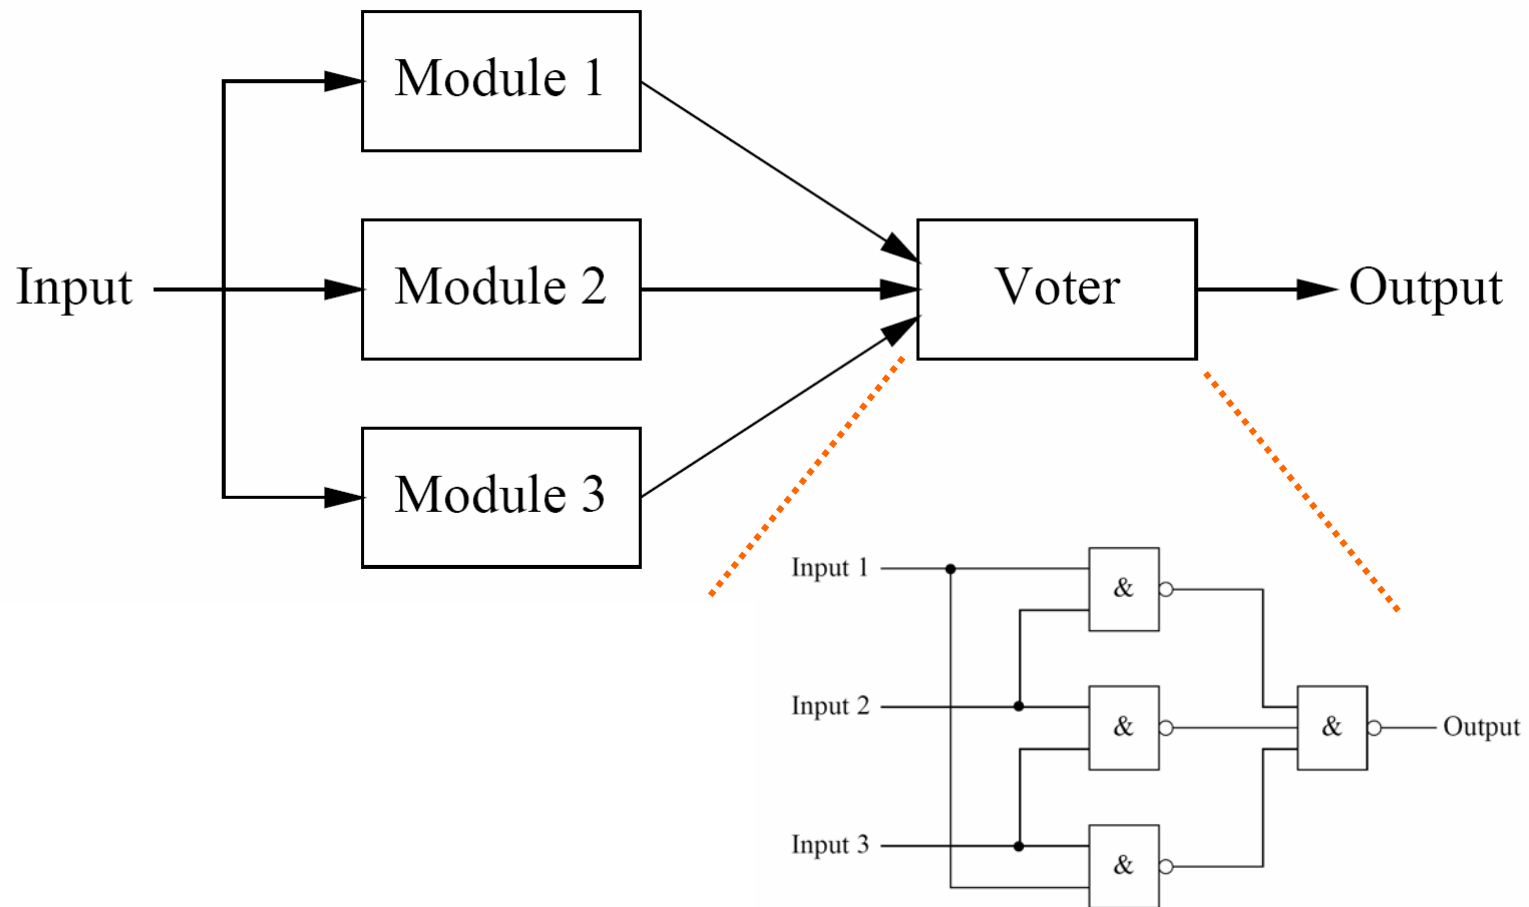 Module 1
Input
Module 2
Voter
Output
Module 3
Input 1
&
Input 2
&
&
Output
Input 3
&